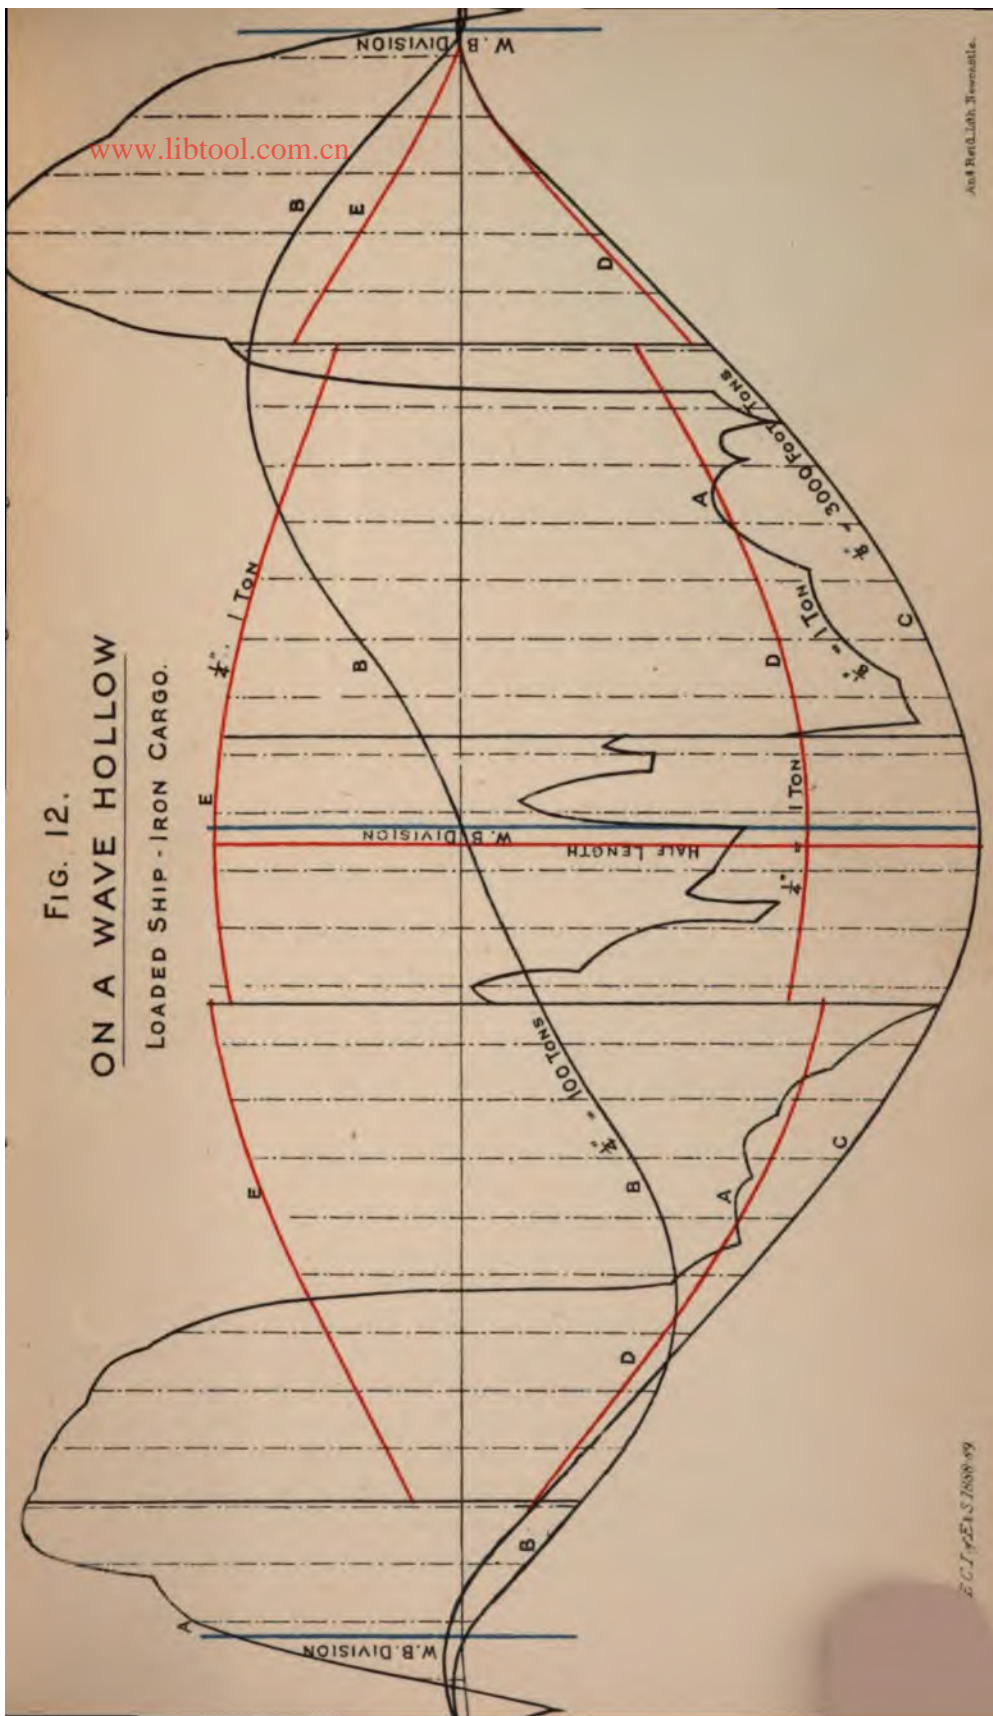 FIG. 12.
ON A WAVE HOLLOW
LOADED SHIP - IRON CARGO.
www.libtool.com.cn
W. B. DIVISION
W. B. DIVISION
W. B. DIVISION
HALF LENGTH
¼" = 1 TON
¼" = 1 TON
⅛" = 1 TON
⅛" = 3000 FOOT TONS
¼" = 100 TONS
A
A
A
B
B
B
B
C
C
D
D
D
E
E
E
And Reid, Lith Newcastle.